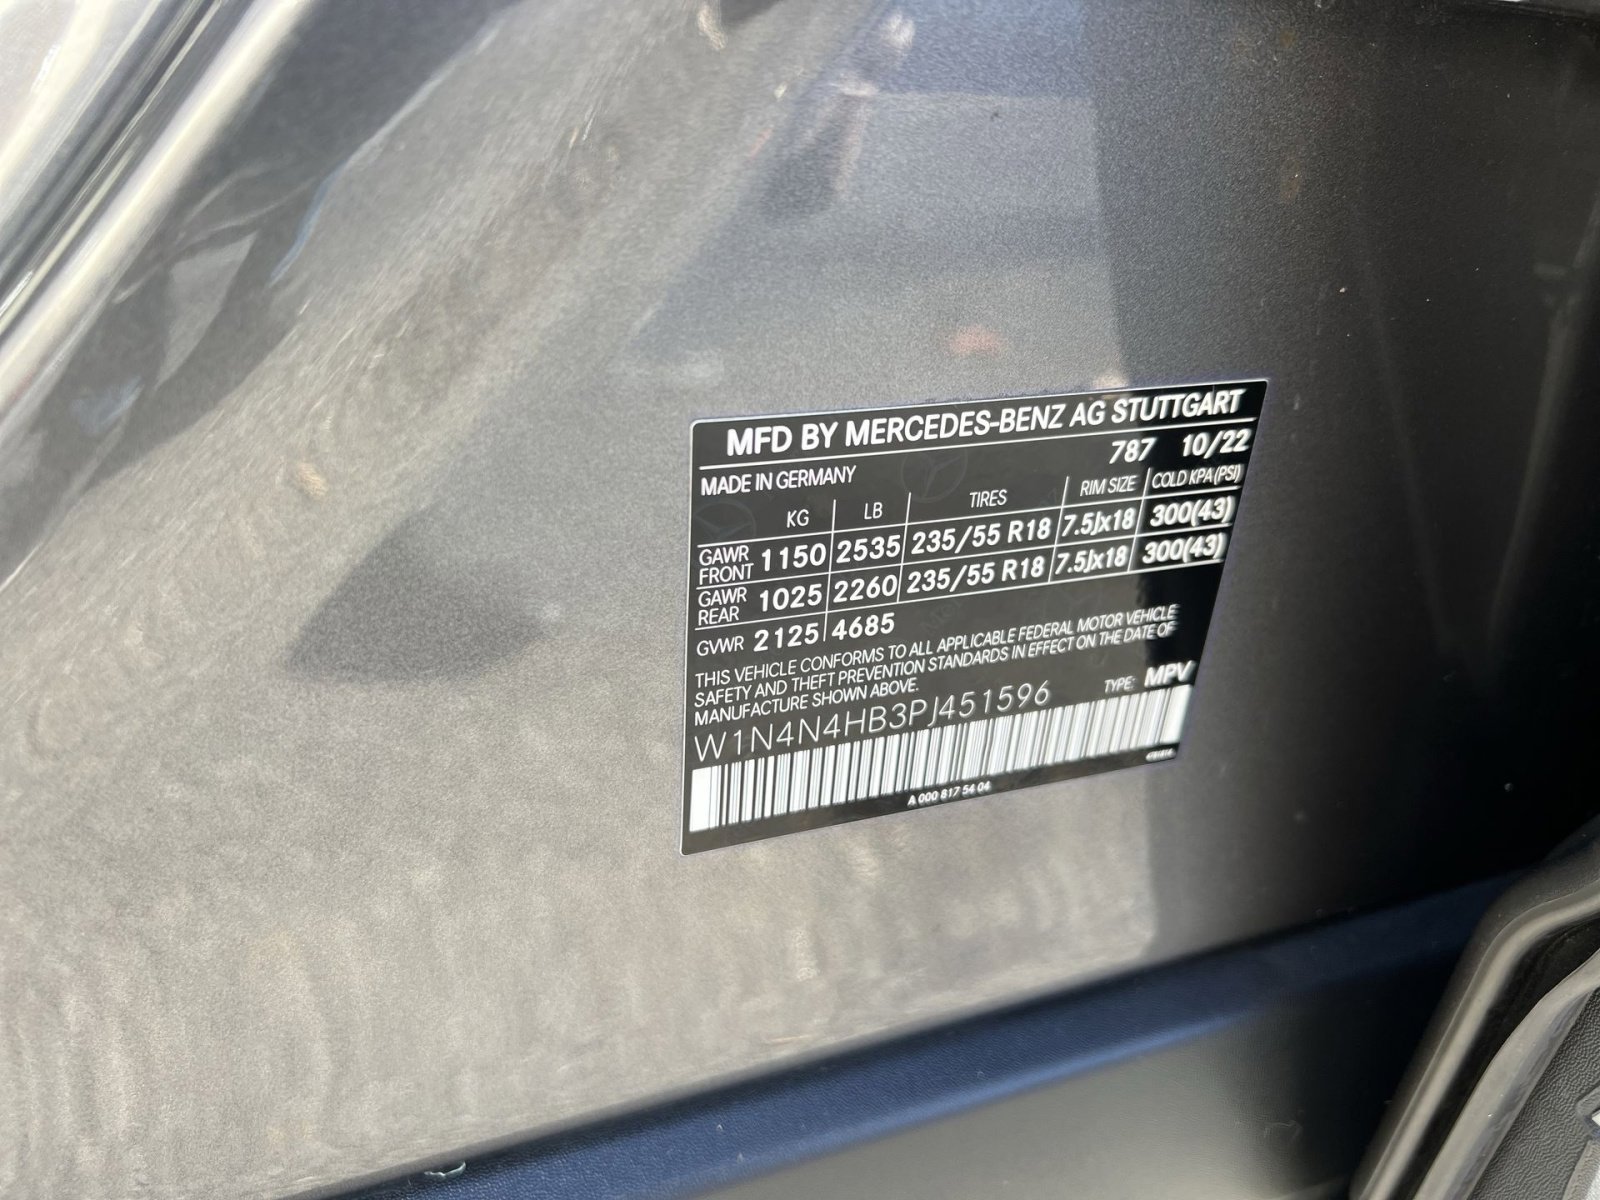 MFD BY MERCEDES-BENZ AG STUTTGART
787 10/22
MADE IN GERMANY
KG LB TIRES RIM SIZE COLD KPA(PSI)
GAWR FRONT 1150 2535 235/55 R18 7.5Jx18 300(43)
GAWR REAR 1025 2260 235/55 R18 7.5Jx18 300(43)
GVWR 2125 4685
THIS VEHICLE CONFORMS TO ALL APPLICABLE FEDERAL MOTOR VEHICLE
SAFETY AND THEFT PREVENTION STANDARDS IN EFFECT ON THE DATE OF
MANUFACTURE SHOWN ABOVE.
TYPE: MPV
W1N4N4HB3PJ451596
A 000 817 54 04